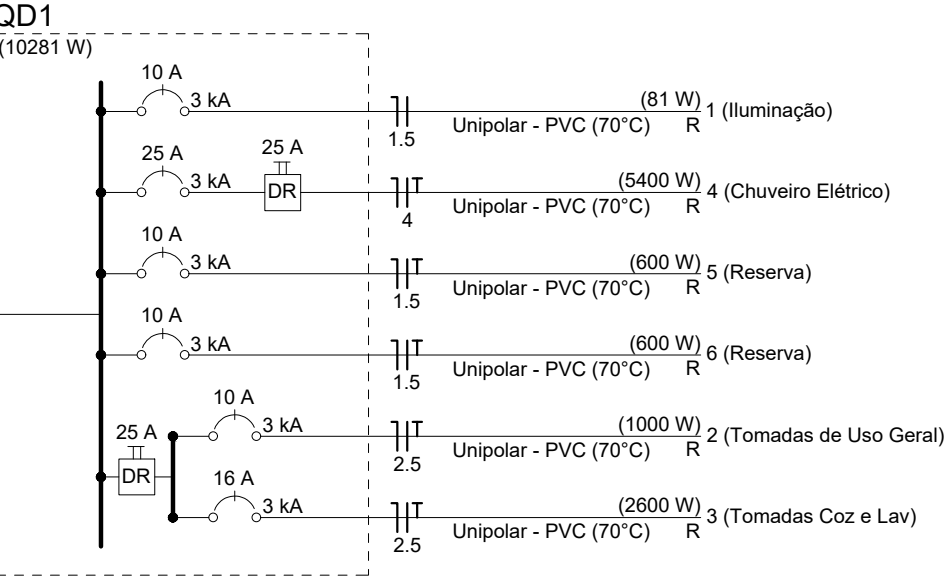 QD1
(10281 W)
10 A
3 kA
1.5
(81 W)
Unipolar - PVC (70°C) R
1 (Iluminação)
25 A
3 kA
25 A
DR
T
4
(5400 W)
Unipolar - PVC (70°C) R
4 (Chuveiro Elétrico)
10 A
3 kA
T
1.5
(600 W)
Unipolar - PVC (70°C) R
5 (Reserva)
10 A
3 kA
T
1.5
(600 W)
Unipolar - PVC (70°C) R
6 (Reserva)
25 A
DR
10 A
3 kA
T
2.5
(1000 W)
Unipolar - PVC (70°C) R
2 (Tomadas de Uso Geral)
16 A
3 kA
T
2.5
(2600 W)
Unipolar - PVC (70°C) R
3 (Tomadas Coz e Lav)